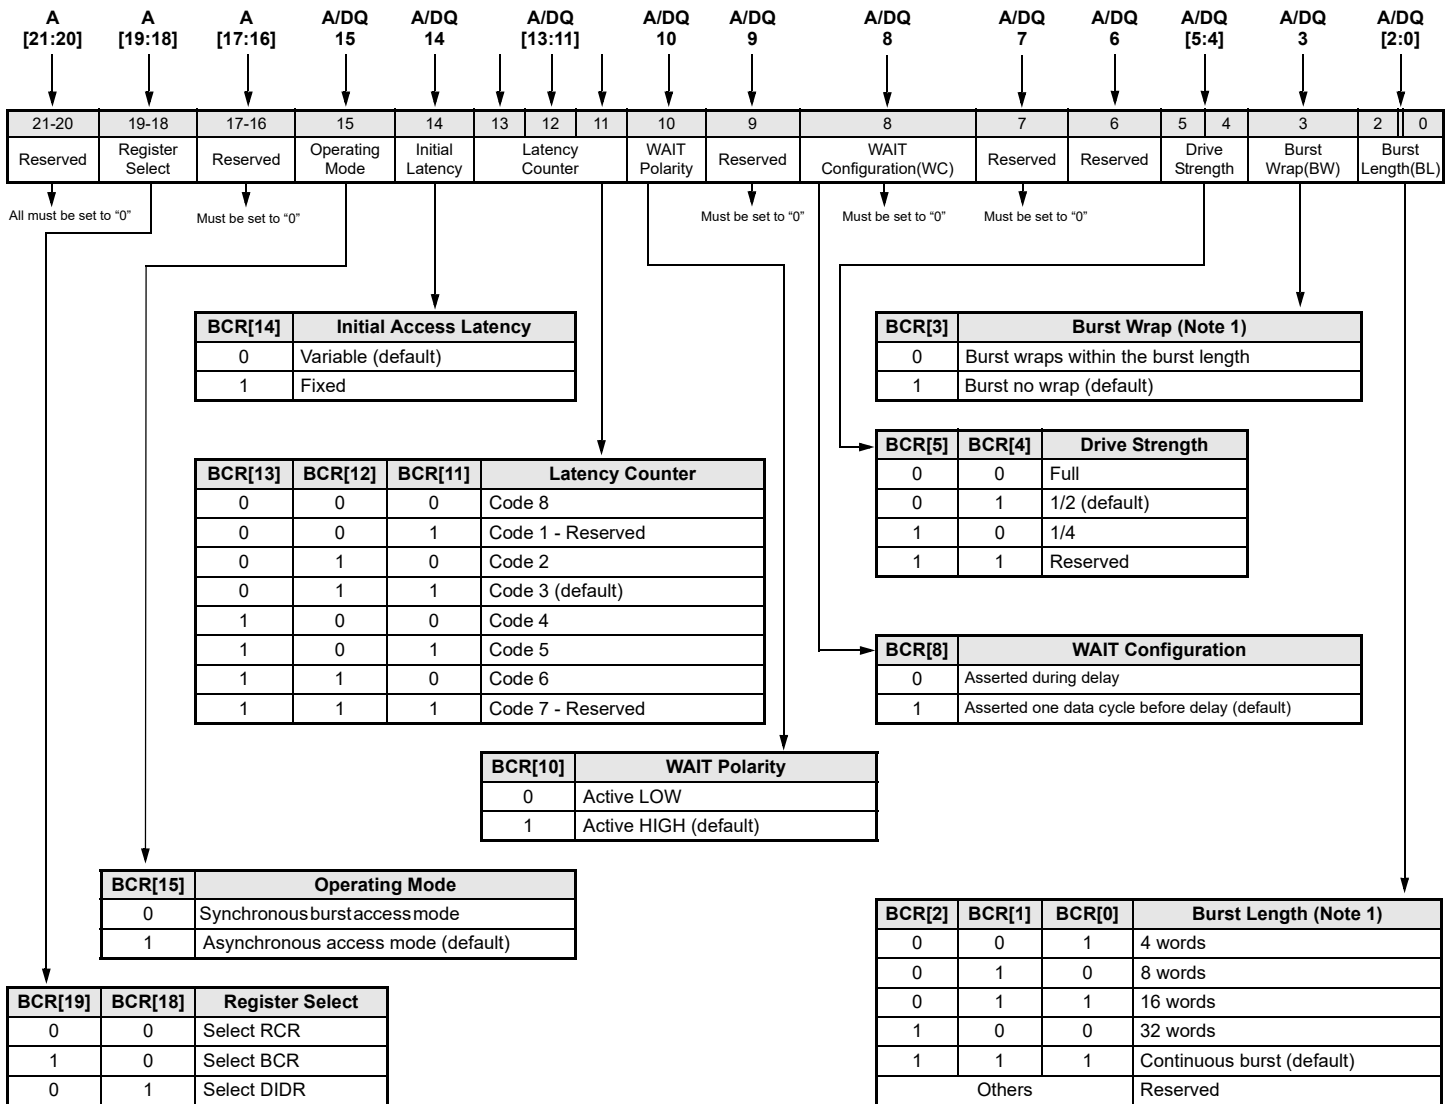 A A A A/DQ A/DQ A/DQ A/DQ A/DQ A/DQ A/DQ A/DQ A/DQ A/DQ A/DQ
[21:20] [19:18] [17:16] 15 14 [13:11] 10 9 8 7 6 [5:4] 3 [2:0]
21-20 19-18 17-16 15 14 13 12 11 10 9 8 7 6 5 4 3 2 0
Reserved Register Select Reserved Operating Mode Initial Latency Latency Counter WAIT Polarity Reserved WAIT Configuration(WC) Reserved Reserved Drive Strength Burst Wrap(BW) Burst Length(BL)
All must be set to “0” Must be set to “0” Must be set to “0” Must be set to “0” Must be set to “0”
BCR[14] Initial Access Latency
0 Variable (default)
1 Fixed
BCR[3] Burst Wrap (Note 1)
0 Burst wraps within the burst length
1 Burst no wrap (default)
BCR[5] BCR[4] Drive Strength
0 0 Full
0 1 1/2 (default)
1 0 1/4
1 1 Reserved
BCR[13] BCR[12] BCR[11] Latency Counter
0 0 0 Code 8
0 0 1 Code 1 - Reserved
0 1 0 Code 2
0 1 1 Code 3 (default)
1 0 0 Code 4
1 0 1 Code 5
1 1 0 Code 6
1 1 1 Code 7 - Reserved
BCR[8] WAIT Configuration
0 Asserted during delay
1 Asserted one data cycle before delay (default)
BCR[10] WAIT Polarity
0 Active LOW
1 Active HIGH (default)
BCR[15] Operating Mode
0 Synchronous burst access mode
1 Asynchronous access mode (default)
BCR[2] BCR[1] BCR[0] Burst Length (Note 1)
0 0 1 4 words
0 1 0 8 words
0 1 1 16 words
1 0 0 32 words
1 1 1 Continuous burst (default)
Others Reserved
BCR[19] BCR[18] Register Select
0 0 Select RCR
1 0 Select BCR
0 1 Select DIDR